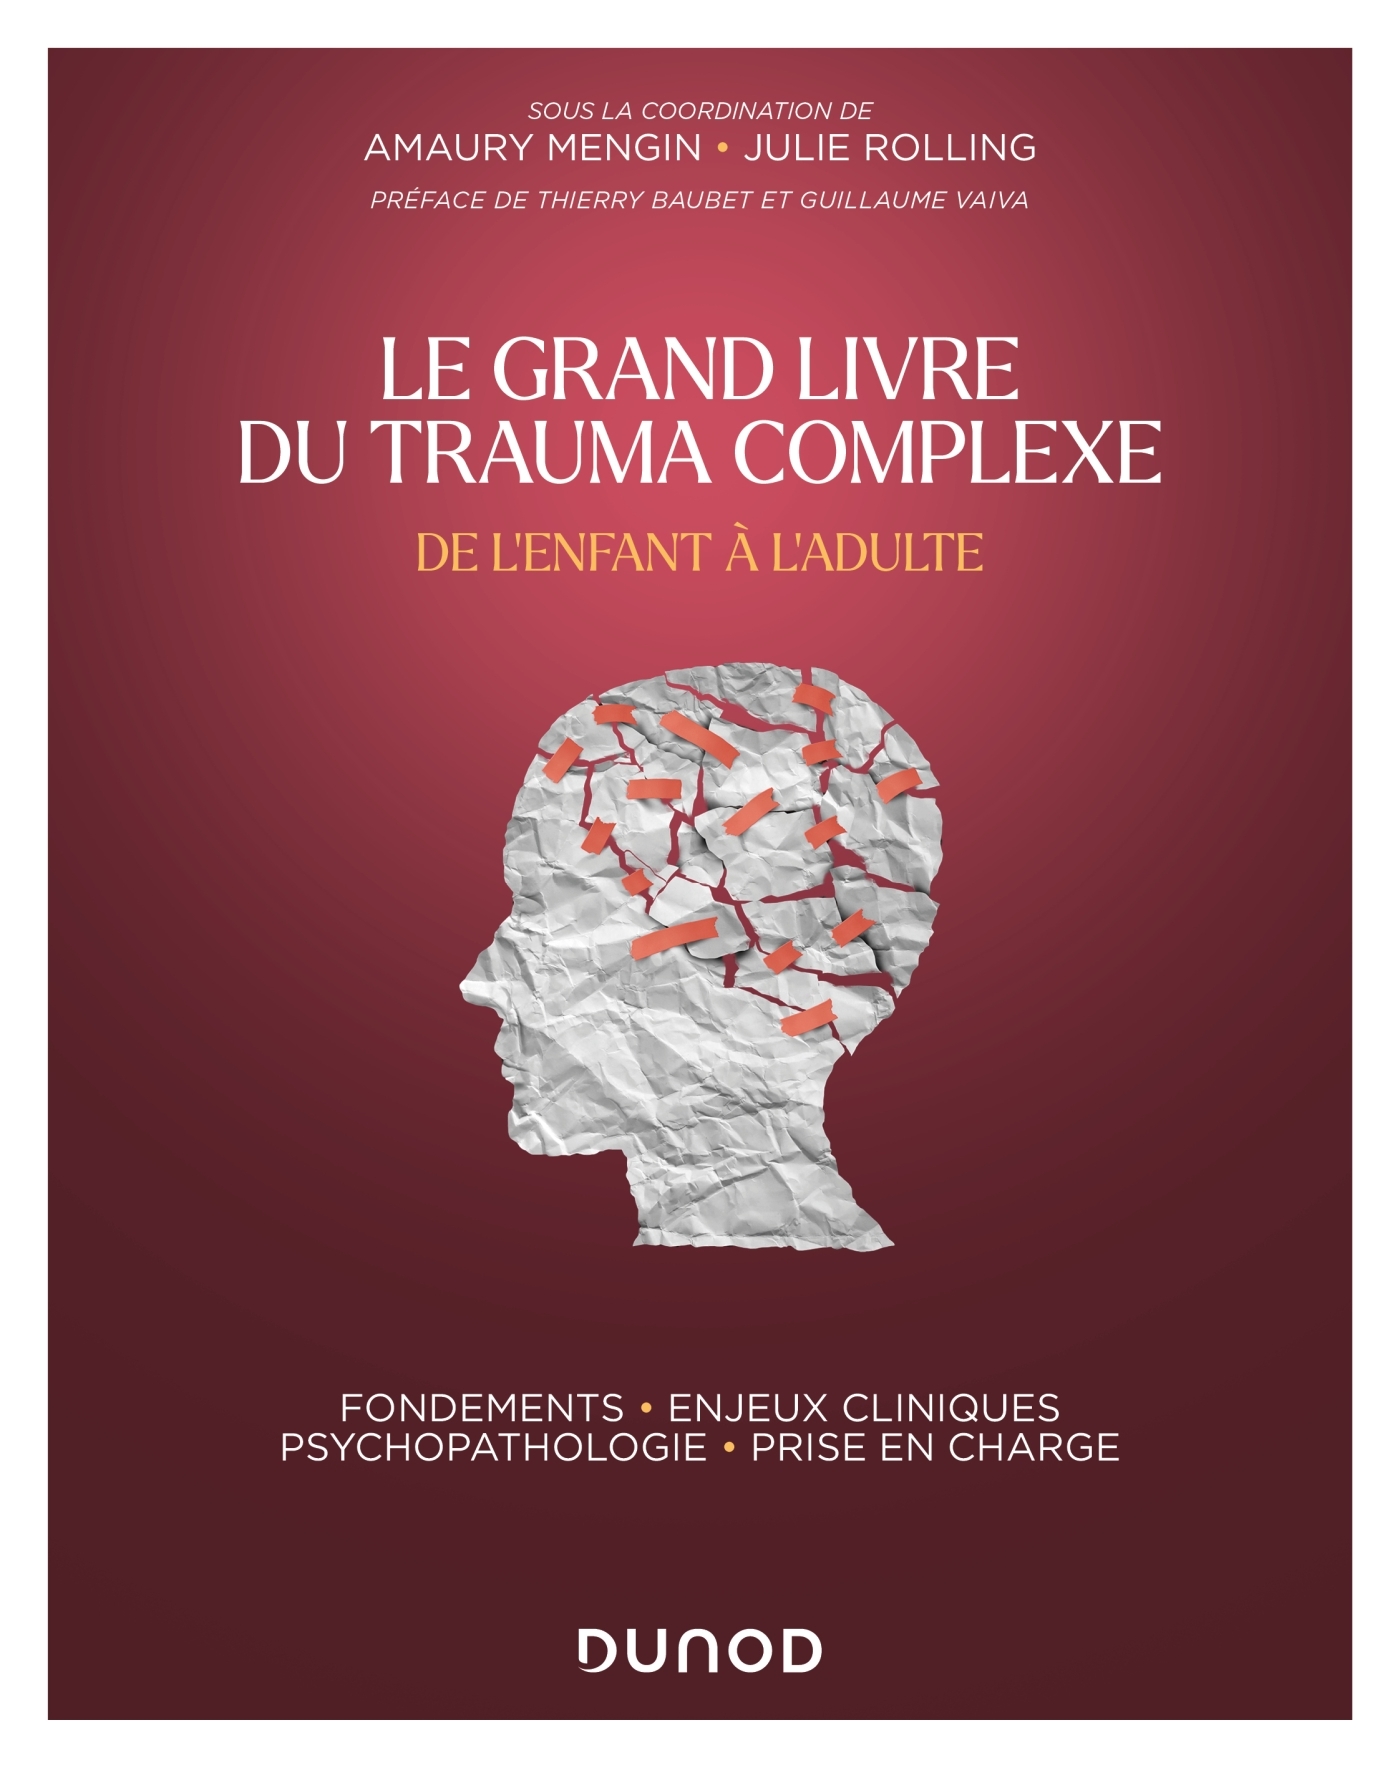 SOUS LA COORDINATION DE
AMAURY MENGIN • JULIE ROLLING
PRÉFACE DE THIERRY BAUBET ET GUILLAUME VAIVA
LE GRAND LIVRE
DU TRAUMA COMPLEXE
DE L'ENFANT À L'ADULTE
FONDEMENTS • ENJEUX CLINIQUES
PSYCHOPATHOLOGIE • PRISE EN CHARGE
DUNOD